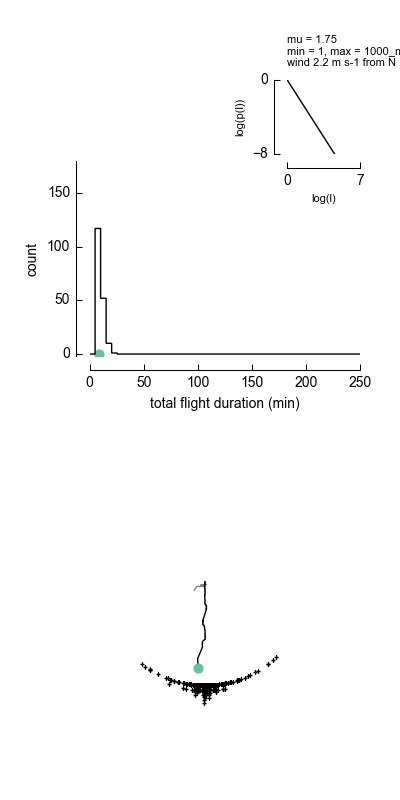 mu = 1.75
min = 1, max = 1000_m
wind 2.2 m s-1 from N
0
log(p(l))
−8
0 7
log(l)
150
100
50
0
count
0 50 100 150 200 250
total flight duration (min)